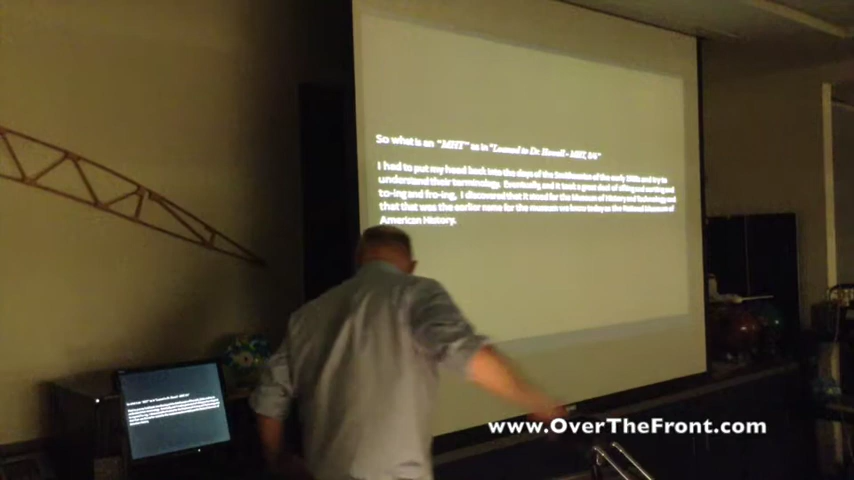 So what is an "MHT" as in "Loaned to Dr. Howell - MHT, 8/4"
I had to put my head back into the days of the Smithsonian of the early and try to
understand their terminology. Eventually, and it took a great deal of sifting and sorting and
to-ing and fro-ing, I discovered that it stood for the Museum of History and Technology, and
that that was the earlier name for the museum we know today as the National Museum of
American History.
www.OverTheFront.com